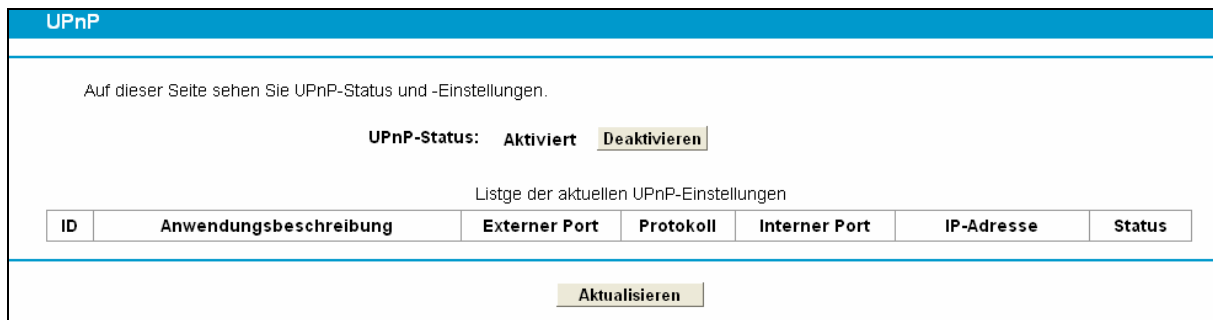 UPnP
Auf dieser Seite sehen Sie UPnP-Status und -Einstellungen.
UPnP-Status: Aktiviert Deaktivieren
Listge der aktuellen UPnP-Einstellungen
ID Anwendungsbeschreibung Externer Port Protokoll Interner Port IP-Adresse Status
Aktualisieren